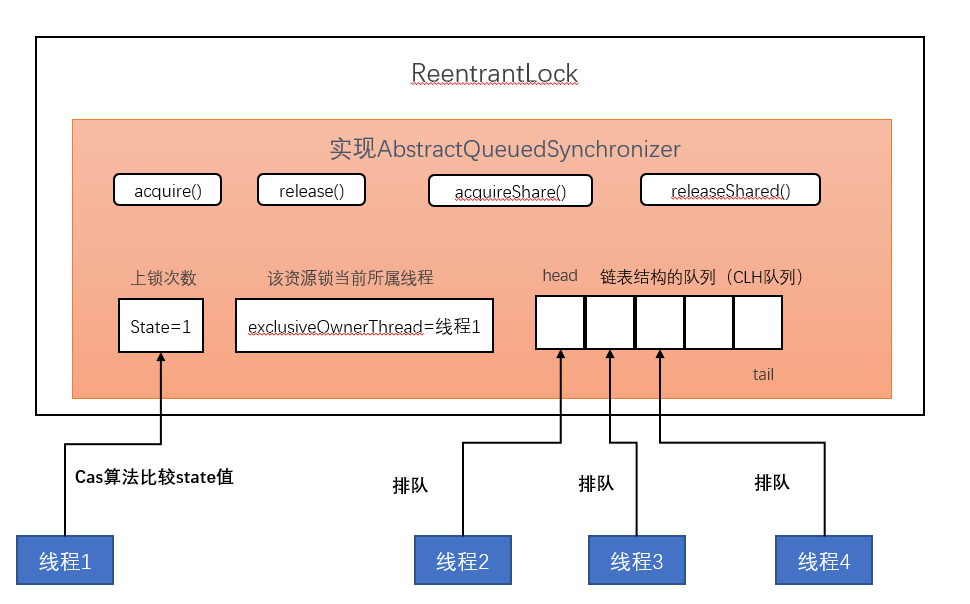 ReentrantLock
实现AbstractQueuedSynchronizer
acquire()
release()
acquireShare()
releaseShared()
上锁次数
该资源锁当前所属线程
head
链表结构的队列（CLH队列）
State=1
exclusiveOwnerThread=线程1
tail
Cas算法比较state值
排队
排队
排队
线程1
线程2
线程3
线程4